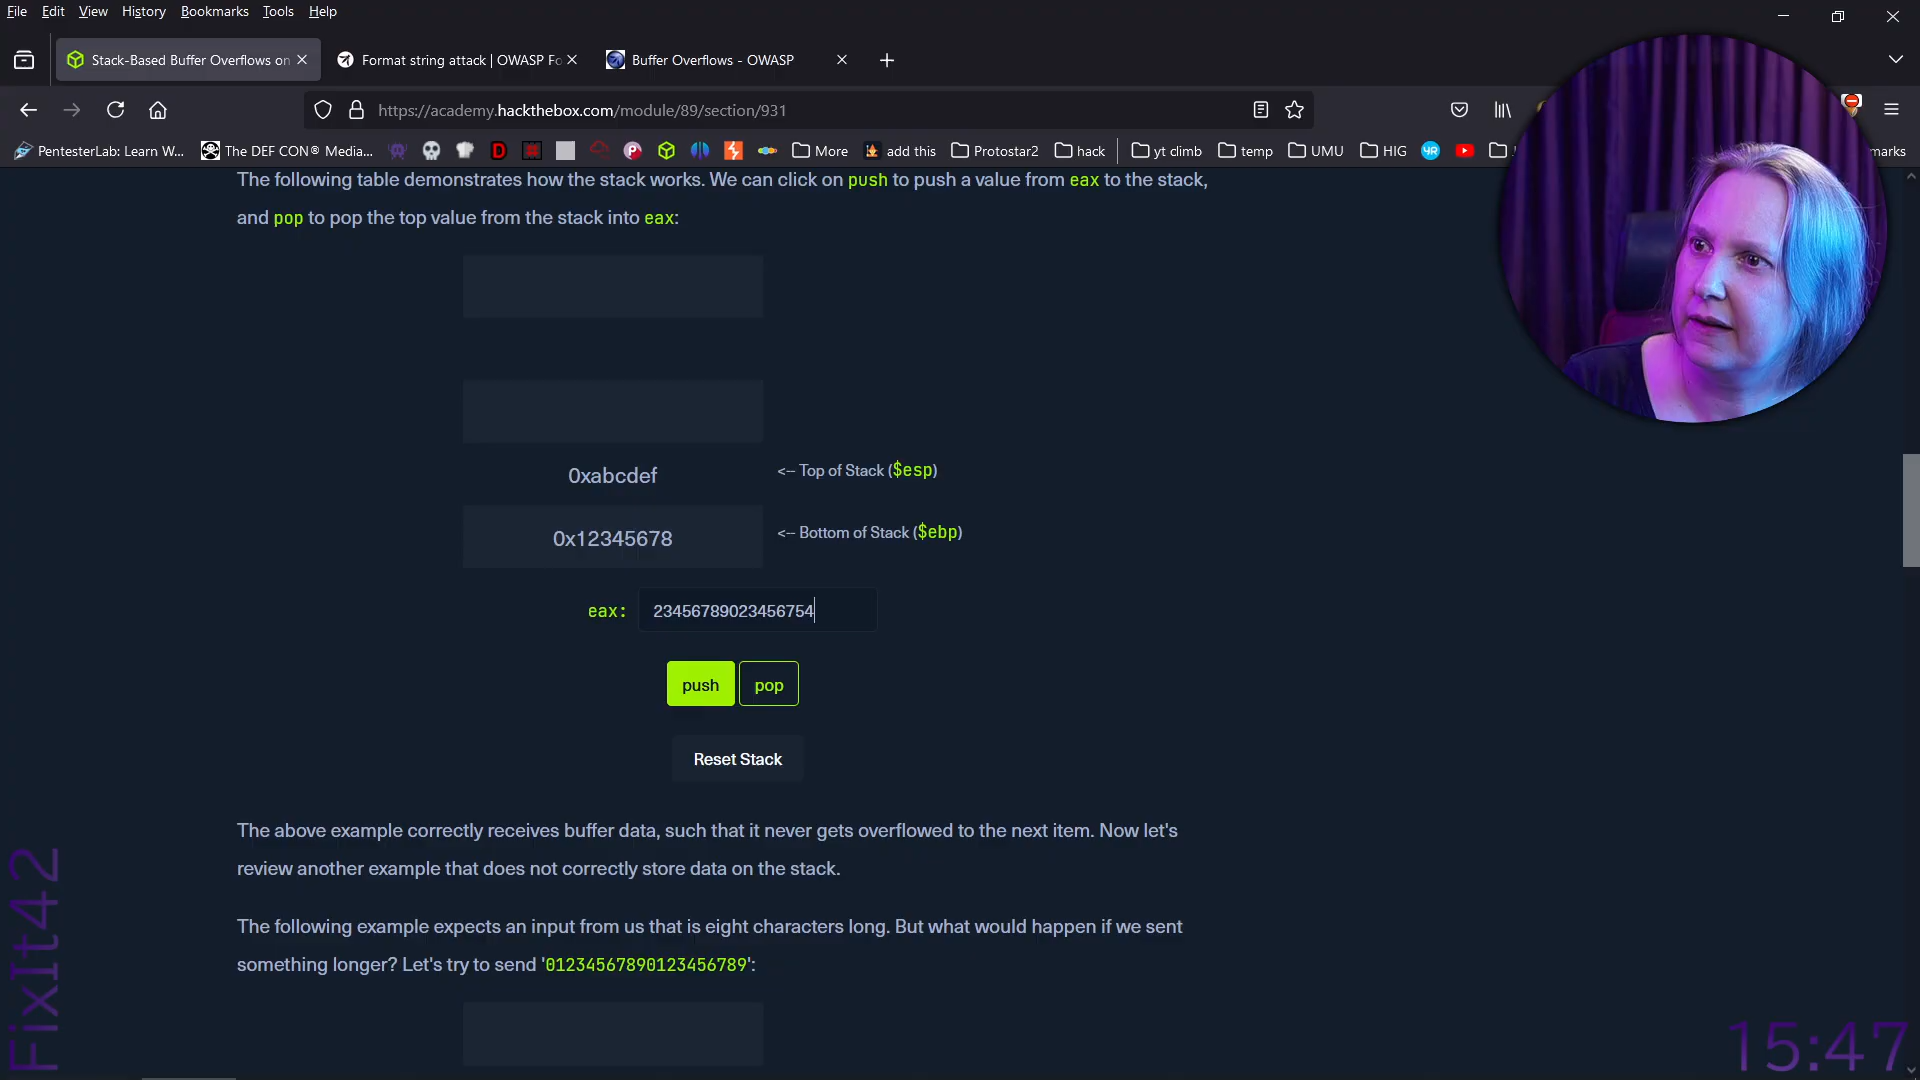 File Edit View History Bookmarks Tools Help
Stack-Based Buffer Overflows on
Format string attack | OWASP Fo
Buffer Overflows - OWASP
https://academy.hackthebox.com/module/89/section/931
PentesterLab: Learn W... The DEF CON® Media... More add this Protostar2 hack yt climb temp UMU HIG marks
The following table demonstrates how the stack works. We can click on push to push a value from eax to the stack,
and pop to pop the top value from the stack into eax:
0xabcdef <-- Top of Stack ($esp)
0x12345678 <-- Bottom of Stack ($ebp)
eax: 23456789023456754
push pop
Reset Stack
The above example correctly receives buffer data, such that it never gets overflowed to the next item. Now let's
review another example that does not correctly store data on the stack.
The following example expects an input from us that is eight characters long. But what would happen if we sent
something longer? Let's try to send '01234567890123456789':
FixIt42
15:47